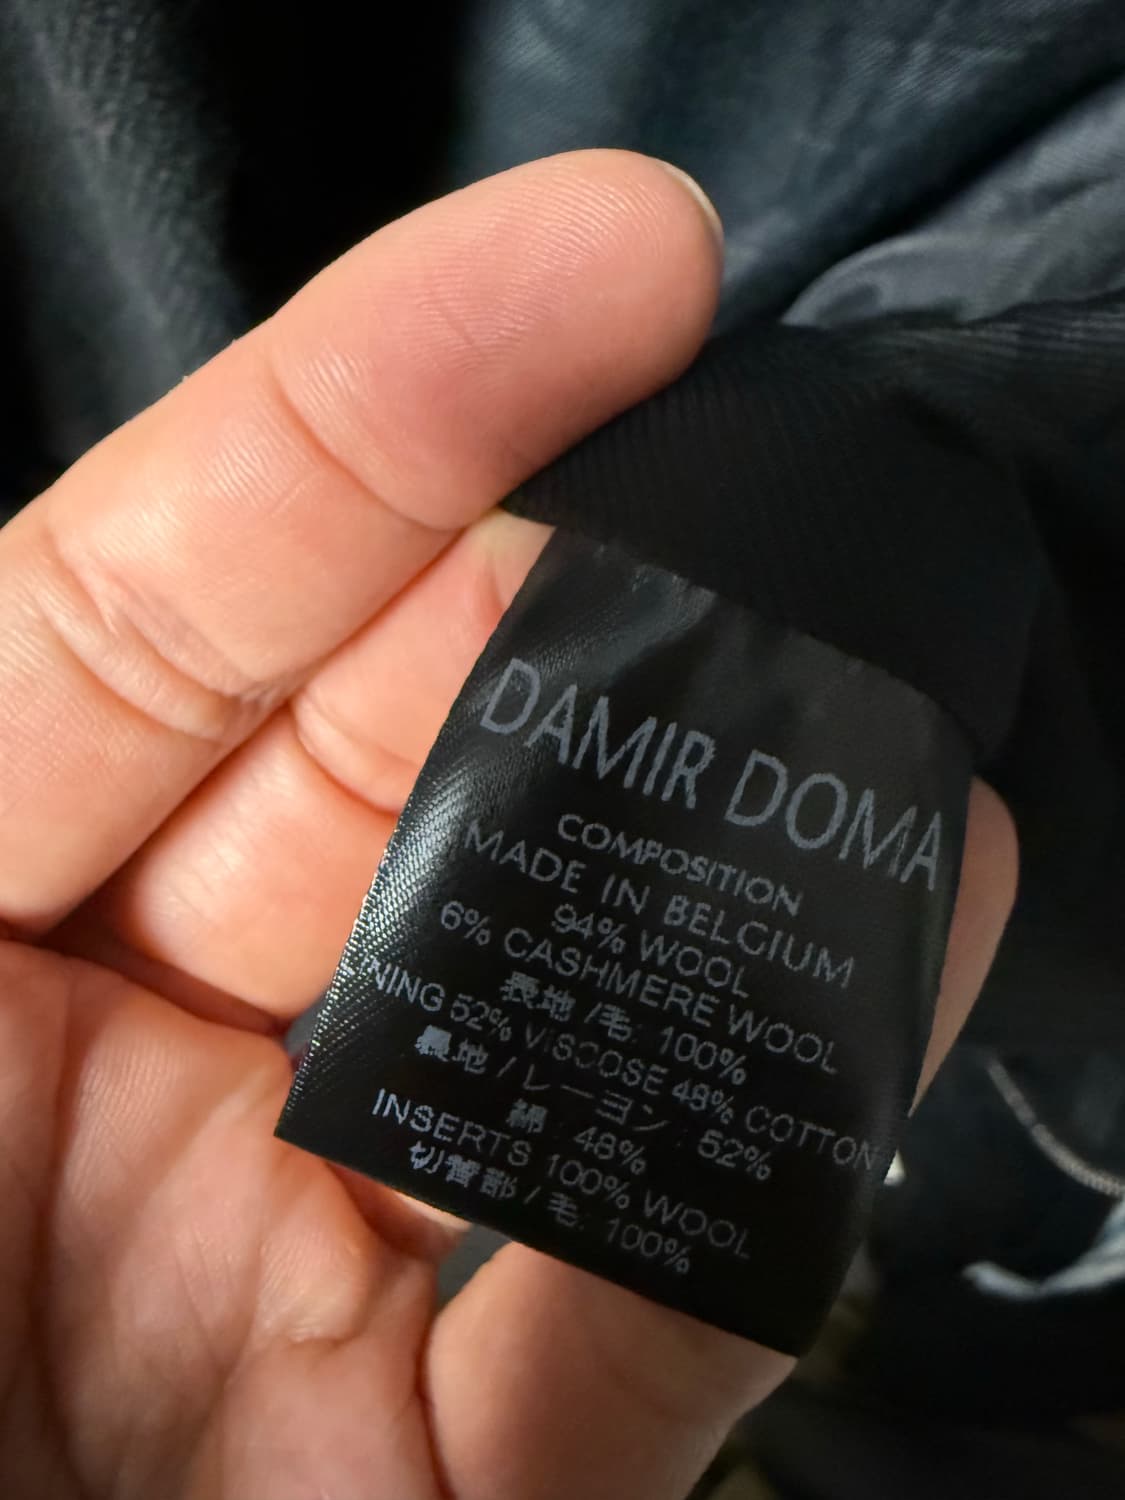 DAMIR DOMA
COMPOSITION
MADE IN BELGIUM
94% WOOL
6% CASHMERE WOOL
表地 / 毛: 100%
LINING 52% VISCOSE 48% COTTON
裏地 / レーヨン : 52%
綿 : 48%
INSERTS 100% WOOL
切替部 / 毛: 100%